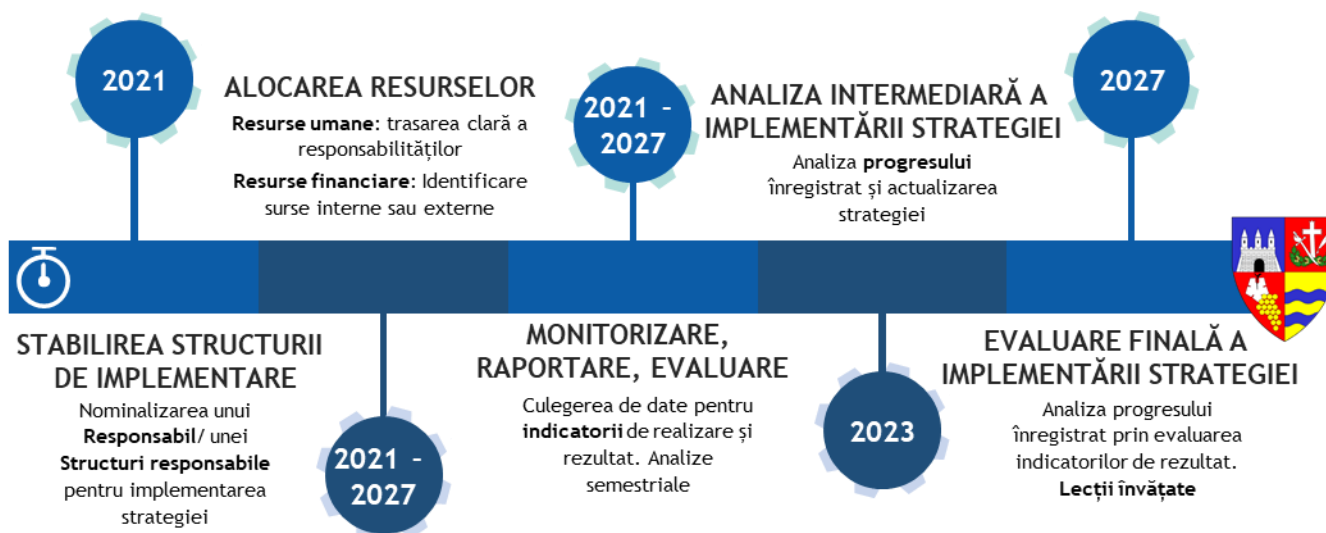 2021
STABILIREA STRUCTURII
DE IMPLEMENTARE
Nominalizarea unui
Responsabil/ unei
Structuri responsabile
pentru implementarea
strategiei
ALOCAREA RESURSELOR
Resurse umane: trasarea clară a
responsabilităților
Resurse financiare: Identificare
surse interne sau externe
2021 -
2027
2021 -
2027
MONITORIZARE,
RAPORTARE, EVALUARE
Culegerea de date pentru
indicatorii de realizare și
rezultat. Analize
semestriale
ANALIZA INTERMEDIARĂ A
IMPLEMENTĂRII STRATEGIEI
Analiza progresului
înregistrat și actualizarea
strategiei
2023
2027
EVALUARE FINALĂ A
IMPLEMENTĂRII STRATEGIEI
Analiza progresului
înregistrat prin evaluarea
indicatorilor de rezultat.
Lecții învățate